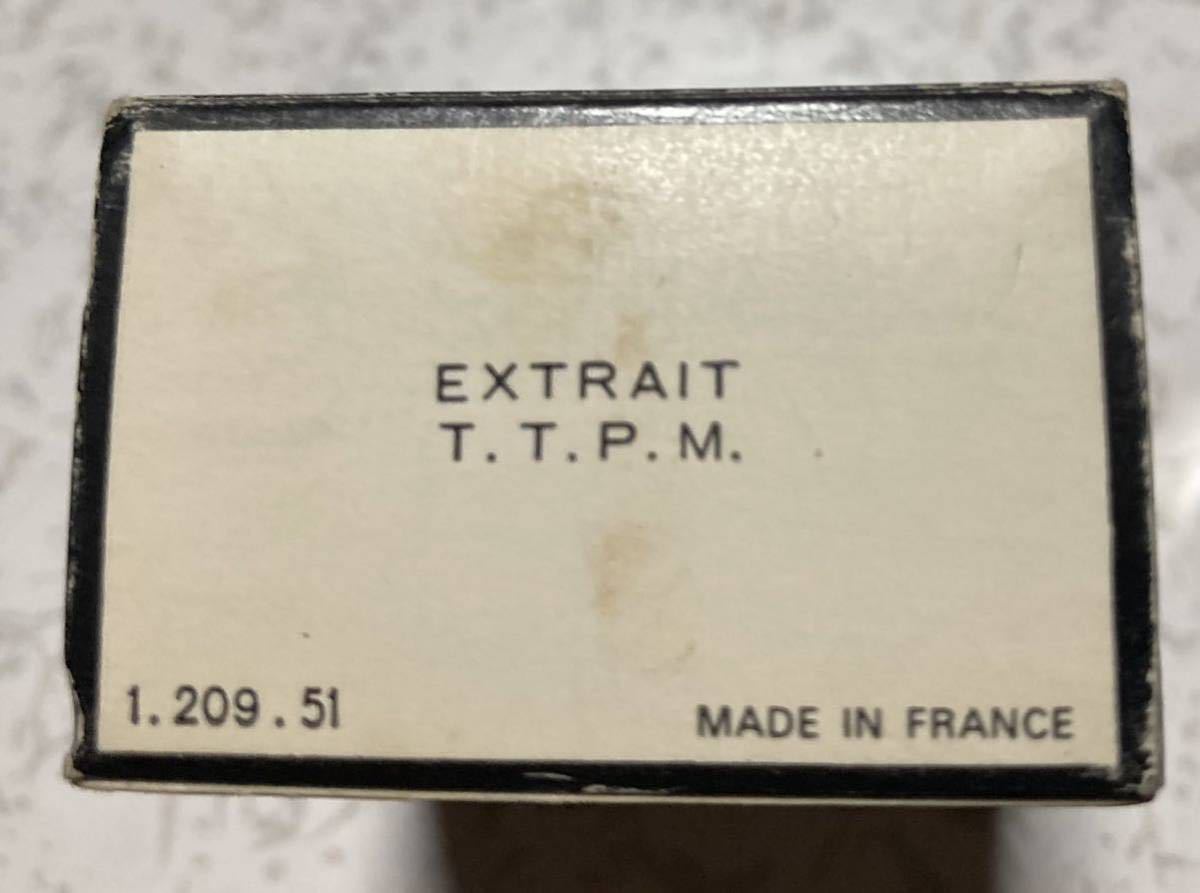 EXTRAIT
T. T. P. M.
1. 209 . 51
MADE IN FRANCE